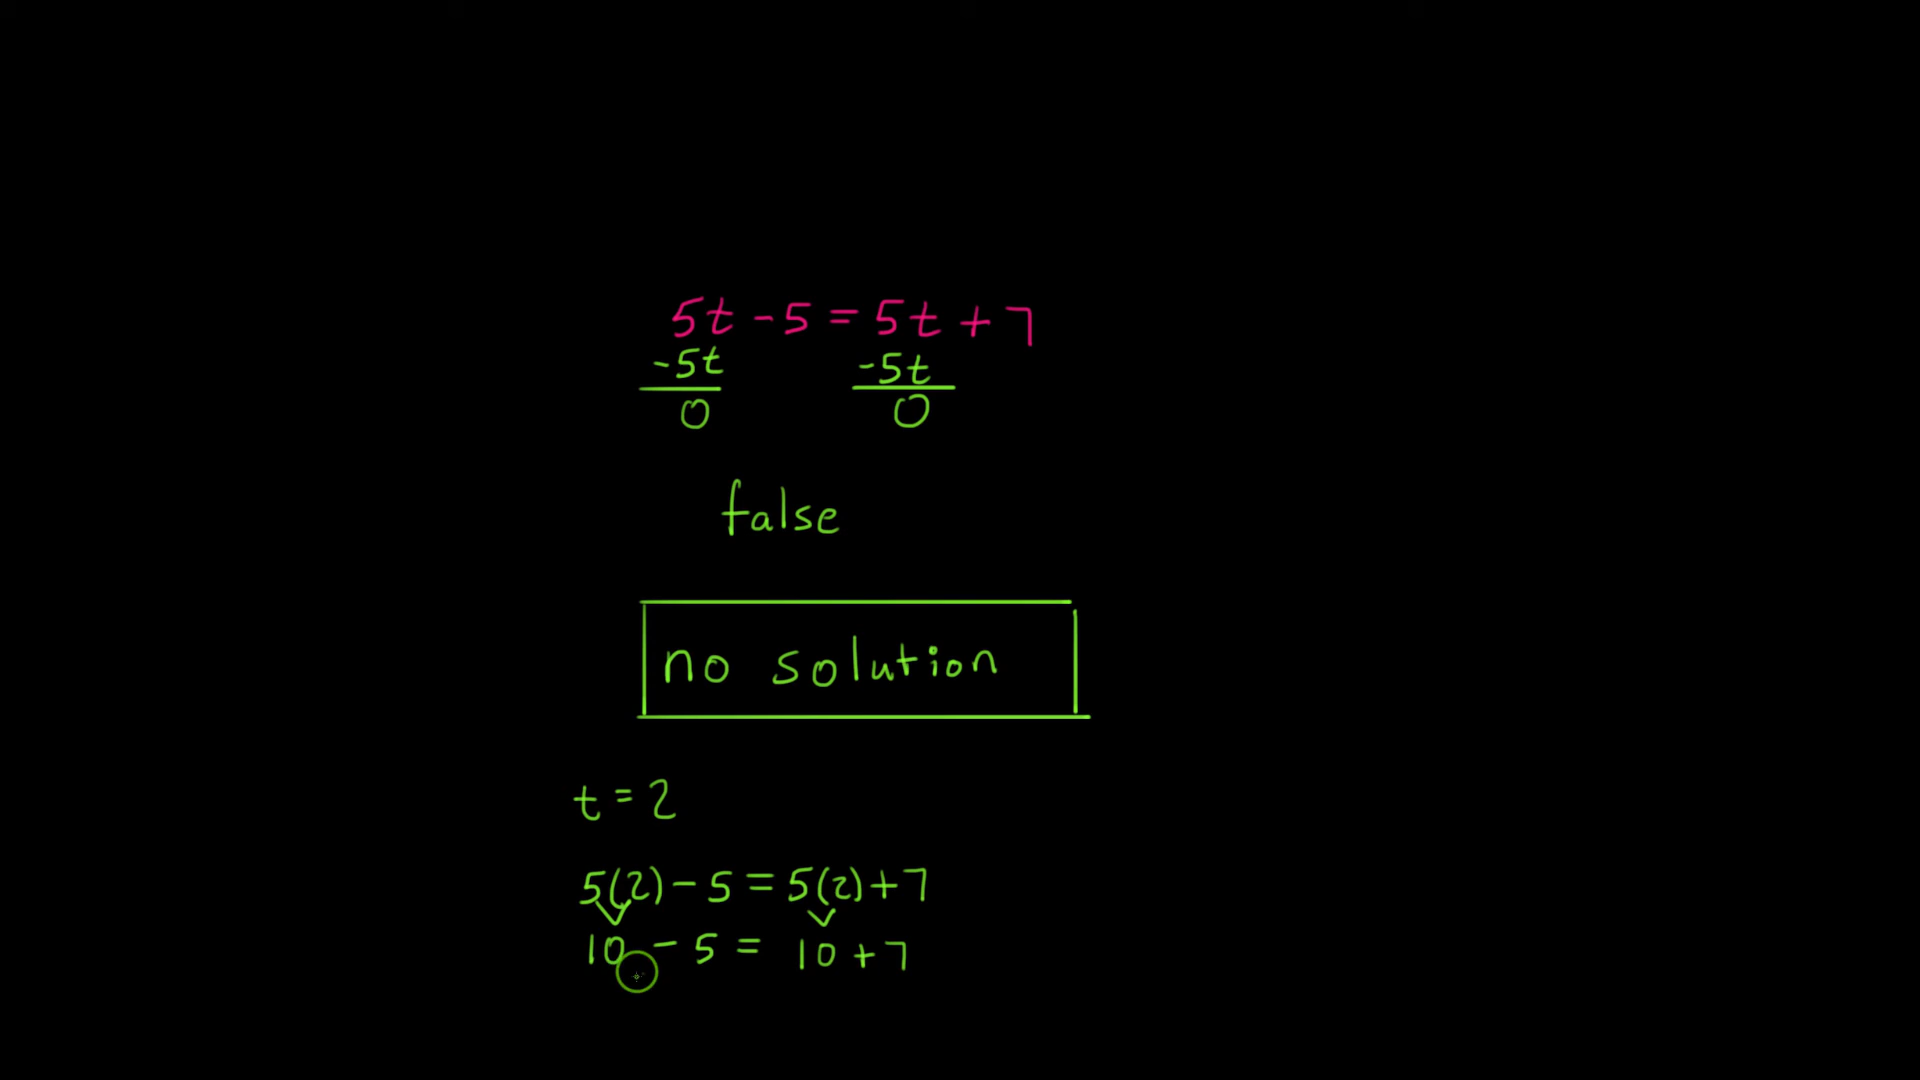 5t - 5 = 5t + 7
-5t -5t
0 0
false
no solution
t = 2
5(2) - 5 = 5(2) + 7
10 - 5 = 10 + 7